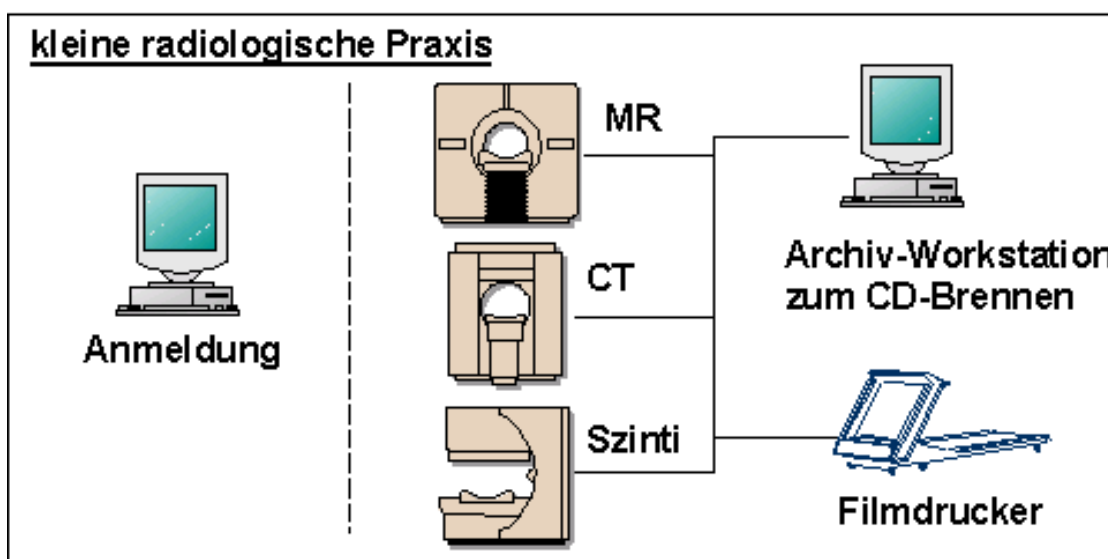 kleine radiologische Praxis
MR
Archiv-Workstation
zum CD-Brennen
CT
Anmeldung
Szinti
Filmdrucker